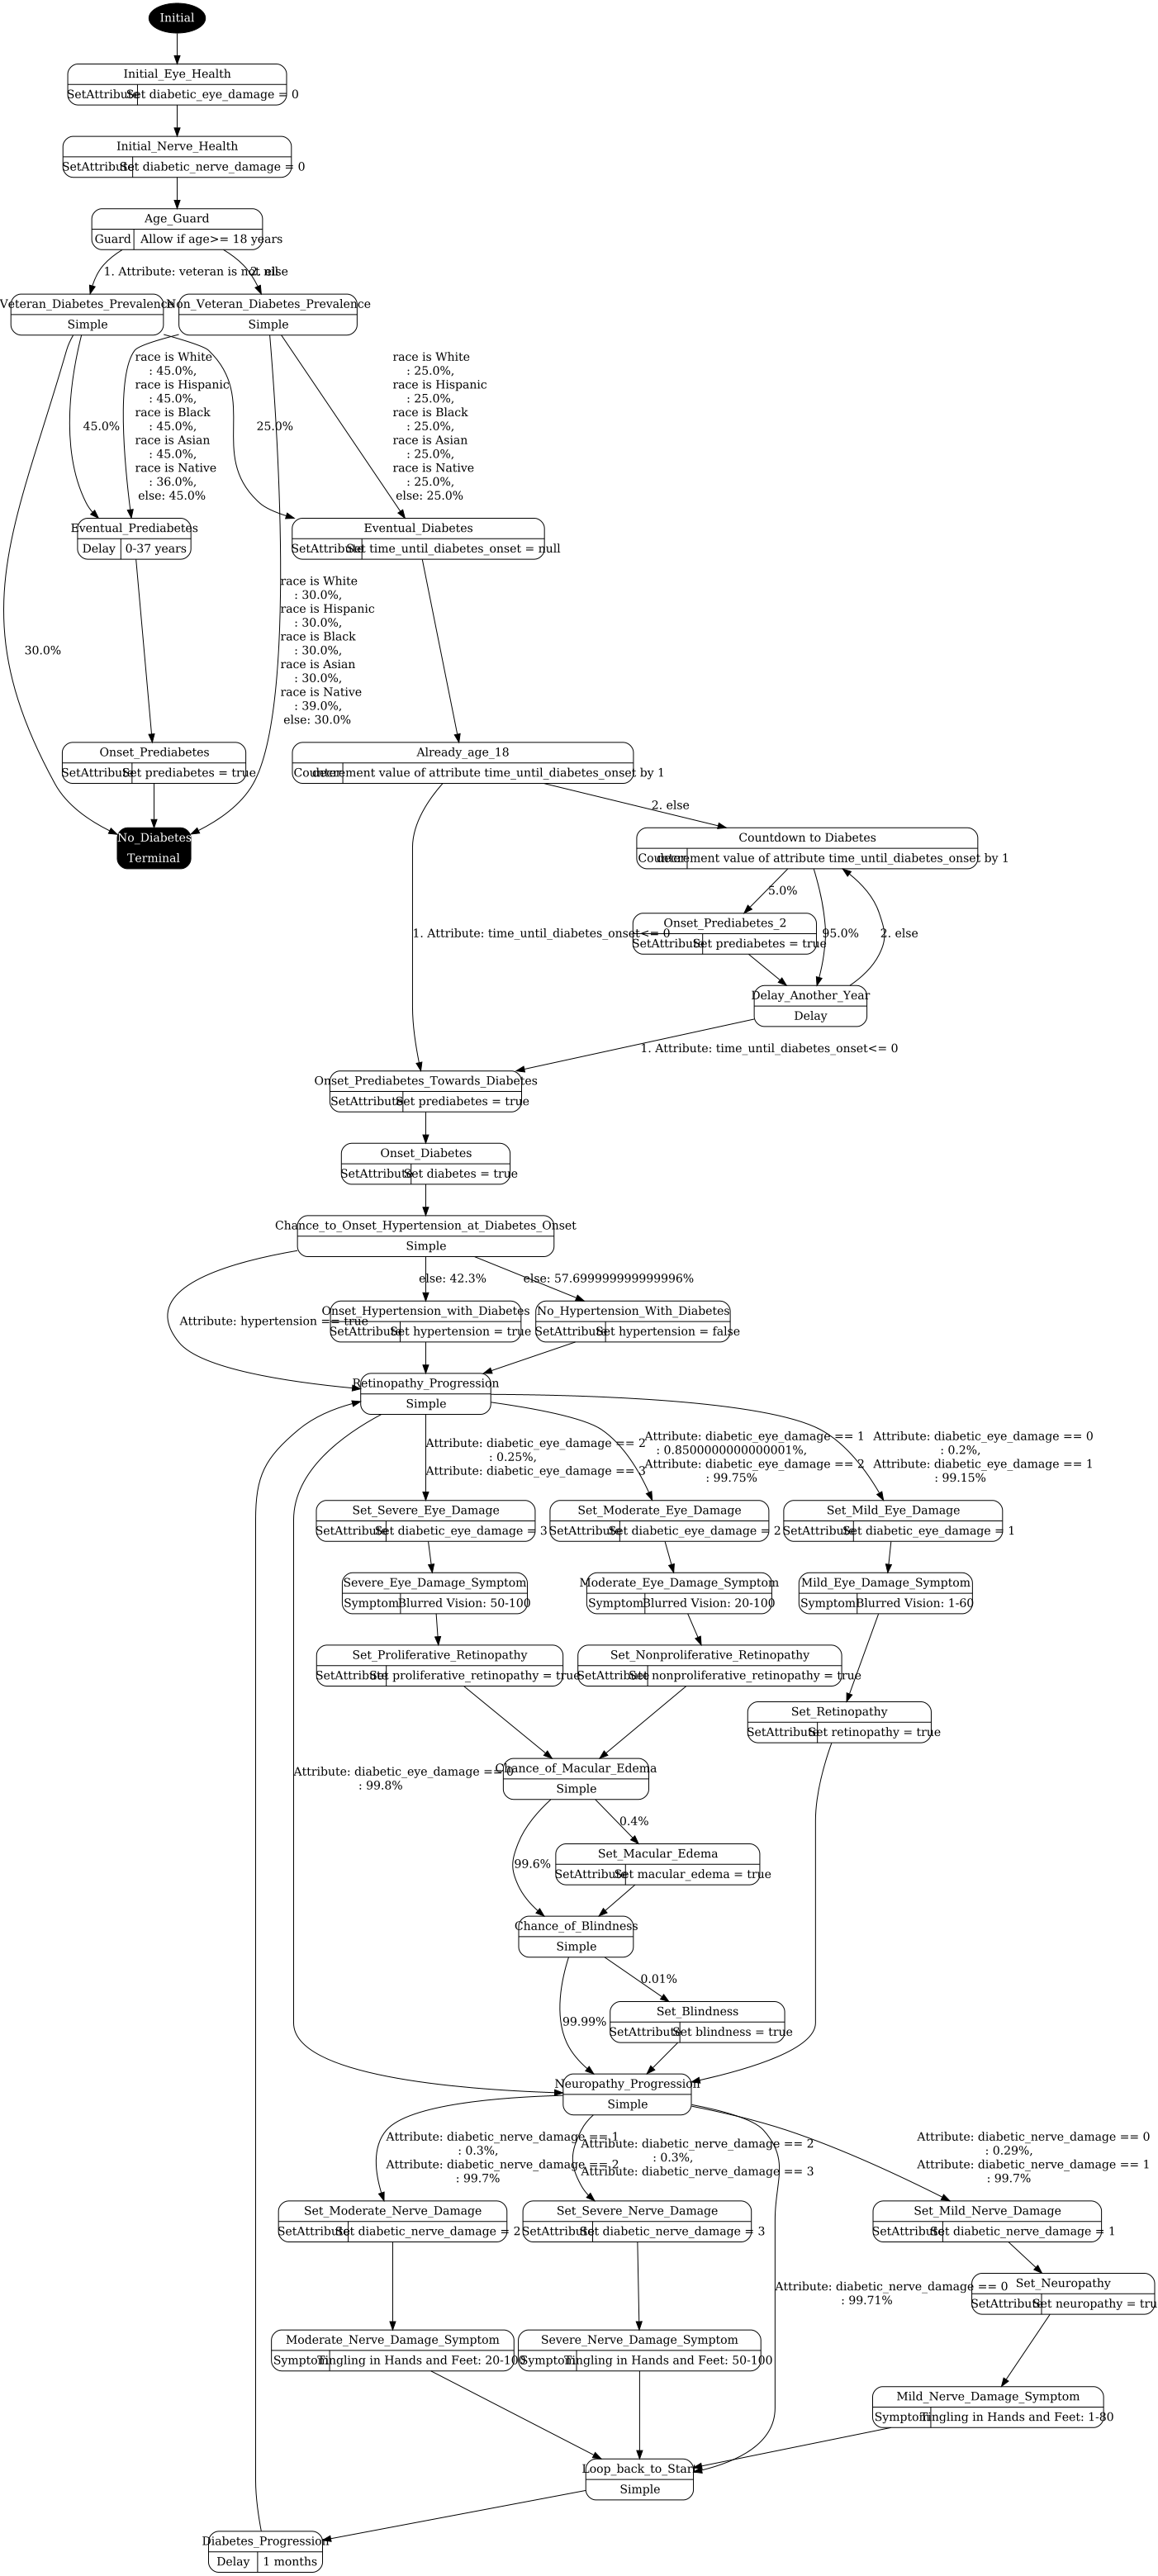 Initial
Initial_Eye_Health
SetAttribute Set diabetic_eye_damage = 0
Initial_Nerve_Health
SetAttribute Set diabetic_nerve_damage = 0
Age_Guard
Guard Allow if age>= 18 years
1. Attribute: veteran is not nil
2. else
Veteran_Diabetes_Prevalence
Simple
Non_Veteran_Diabetes_Prevalence
Simple
race is White
: 45.0%,
race is Hispanic
: 45.0%,
race is Black
: 45.0%,
race is Asian
: 45.0%,
race is Native
: 36.0%,
else: 45.0%
45.0%
25.0%
race is White
: 25.0%,
race is Hispanic
: 25.0%,
race is Black
: 25.0%,
race is Asian
: 25.0%,
race is Native
: 25.0%,
else: 25.0%
Eventual_Prediabetes
Delay 0-37 years
Eventual_Diabetes
SetAttribute Set time_until_diabetes_onset = null
30.0%
race is White
: 30.0%,
race is Hispanic
: 30.0%,
race is Black
: 30.0%,
race is Asian
: 30.0%,
race is Native
: 39.0%,
else: 30.0%
Onset_Prediabetes
SetAttribute Set prediabetes = true
Already_age_18
Counter decrement value of attribute time_until_diabetes_onset by 1
No_Diabetes
Terminal
2. else
Countdown to Diabetes
Counter decrement value of attribute time_until_diabetes_onset by 1
5.0%
Onset_Prediabetes_2
SetAttribute Set prediabetes = true
1. Attribute: time_until_diabetes_onset<= 0
95.0%
2. else
Delay_Another_Year
Delay
1. Attribute: time_until_diabetes_onset<= 0
Onset_Prediabetes_Towards_Diabetes
SetAttribute Set prediabetes = true
Onset_Diabetes
SetAttribute Set diabetes = true
Chance_to_Onset_Hypertension_at_Diabetes_Onset
Simple
else: 42.3%
else: 57.699999999999996%
Attribute: hypertension == true
Onset_Hypertension_with_Diabetes
SetAttribute Set hypertension = true
No_Hypertension_With_Diabetes
SetAttribute Set hypertension = false
Retinopathy_Progression
Simple
Attribute: diabetic_eye_damage == 2
: 0.25%,
Attribute: diabetic_eye_damage == 3
Attribute: diabetic_eye_damage == 1
: 0.8500000000000001%,
Attribute: diabetic_eye_damage == 2
: 99.75%
Attribute: diabetic_eye_damage == 0
: 0.2%,
Attribute: diabetic_eye_damage == 1
: 99.15%
Set_Severe_Eye_Damage
SetAttribute Set diabetic_eye_damage = 3
Set_Moderate_Eye_Damage
SetAttribute Set diabetic_eye_damage = 2
Set_Mild_Eye_Damage
SetAttribute Set diabetic_eye_damage = 1
Severe_Eye_Damage_Symptom
Symptom Blurred Vision: 50-100
Moderate_Eye_Damage_Symptom
Symptom Blurred Vision: 20-100
Mild_Eye_Damage_Symptom
Symptom Blurred Vision: 1-60
Set_Proliferative_Retinopathy
SetAttribute Set proliferative_retinopathy = true
Set_Nonproliferative_Retinopathy
SetAttribute Set nonproliferative_retinopathy = true
Set_Retinopathy
SetAttribute Set retinopathy = true
Attribute: diabetic_eye_damage == 0
: 99.8%
Chance_of_Macular_Edema
Simple
0.4%
99.6%
Set_Macular_Edema
SetAttribute Set macular_edema = true
Chance_of_Blindness
Simple
0.01%
99.99%
Set_Blindness
SetAttribute Set blindness = true
Neuropathy_Progression
Simple
Attribute: diabetic_nerve_damage == 1
: 0.3%,
Attribute: diabetic_nerve_damage == 2
: 99.7%
Attribute: diabetic_nerve_damage == 2
: 0.3%,
Attribute: diabetic_nerve_damage == 3
Attribute: diabetic_nerve_damage == 0
: 0.29%,
Attribute: diabetic_nerve_damage == 1
: 99.7%
Set_Moderate_Nerve_Damage
SetAttribute Set diabetic_nerve_damage = 2
Set_Severe_Nerve_Damage
SetAttribute Set diabetic_nerve_damage = 3
Set_Mild_Nerve_Damage
SetAttribute Set diabetic_nerve_damage = 1
Attribute: diabetic_nerve_damage == 0
: 99.71%
Set_Neuropathy
SetAttribute Set neuropathy = tru
Moderate_Nerve_Damage_Symptom
Symptom Tingling in Hands and Feet: 20-100
Severe_Nerve_Damage_Symptom
Symptom Tingling in Hands and Feet: 50-100
Mild_Nerve_Damage_Symptom
Symptom Tingling in Hands and Feet: 1-80
Loop_back_to_Start
Simple
Diabetes_Progression
Delay 1 months